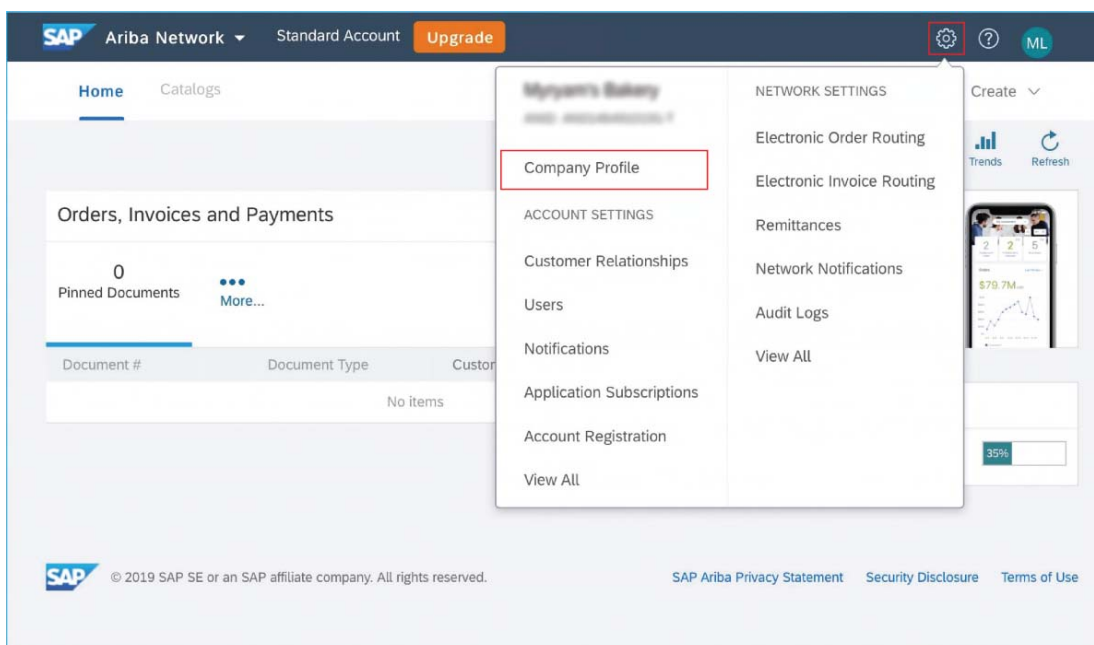 SAP Ariba Network Standard Account Upgrade ML
Home Catalogs Create
Company Profile
ACCOUNT SETTINGS
Customer Relationships
Users
Notifications
Application Subscriptions
Account Registration
View All
NETWORK SETTINGS
Electronic Order Routing
Electronic Invoice Routing
Remittances
Network Notifications
Audit Logs
View All
Trends Refresh
Orders, Invoices and Payments
0
Pinned Documents
More...
Document # Document Type Custor
No items
2 2 5
$79.7M
35%
SAP © 2019 SAP SE or an SAP affiliate company. All rights reserved. SAP Ariba Privacy Statement Security Disclosure Terms of Use